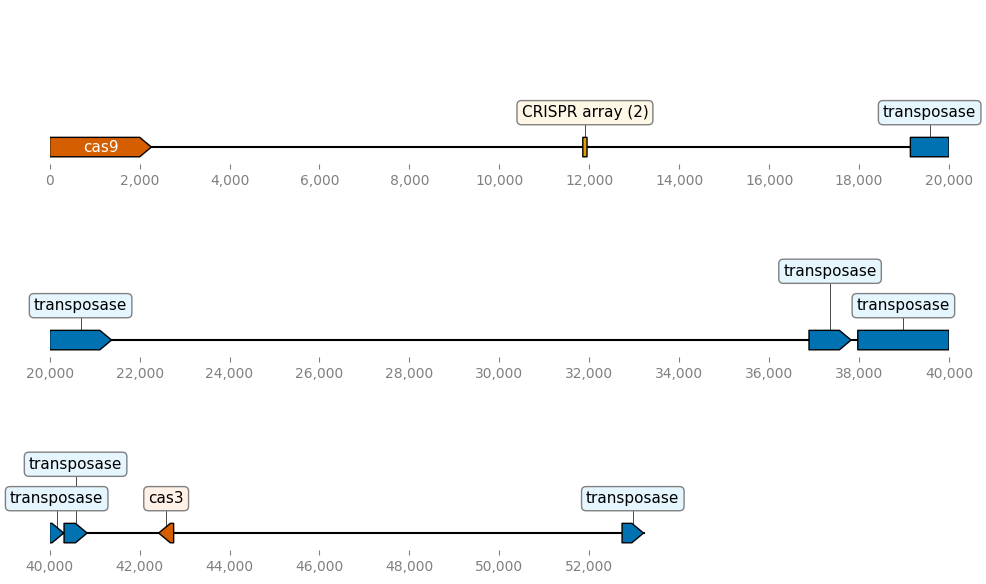 CRISPR array (2) transposase
cas9
0 2,000 4,000 6,000 8,000 10,000 12,000 14,000 16,000 18,000 20,000
transposase
transposase transposase
20,000 22,000 24,000 26,000 28,000 30,000 32,000 34,000 36,000 38,000 40,000
transposase
transposase cas3 transposase
40,000 42,000 44,000 46,000 48,000 50,000 52,000